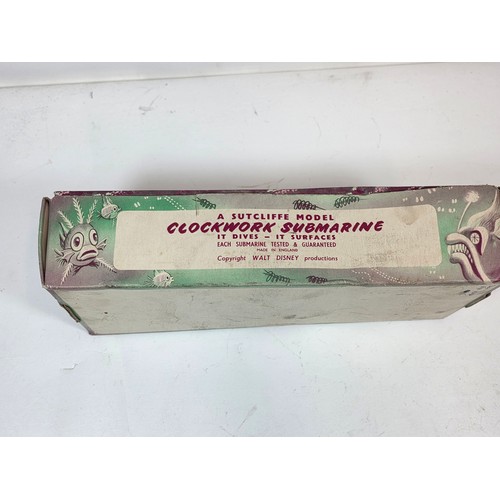 A SUTCLIFFE MODEL
CLOCKWORK SUBMARINE
IT DIVES – IT SURFACES
EACH SUBMARINE TESTED & GUARANTEED
MADE IN ENGLAND
Copyright WALT DISNEY productions